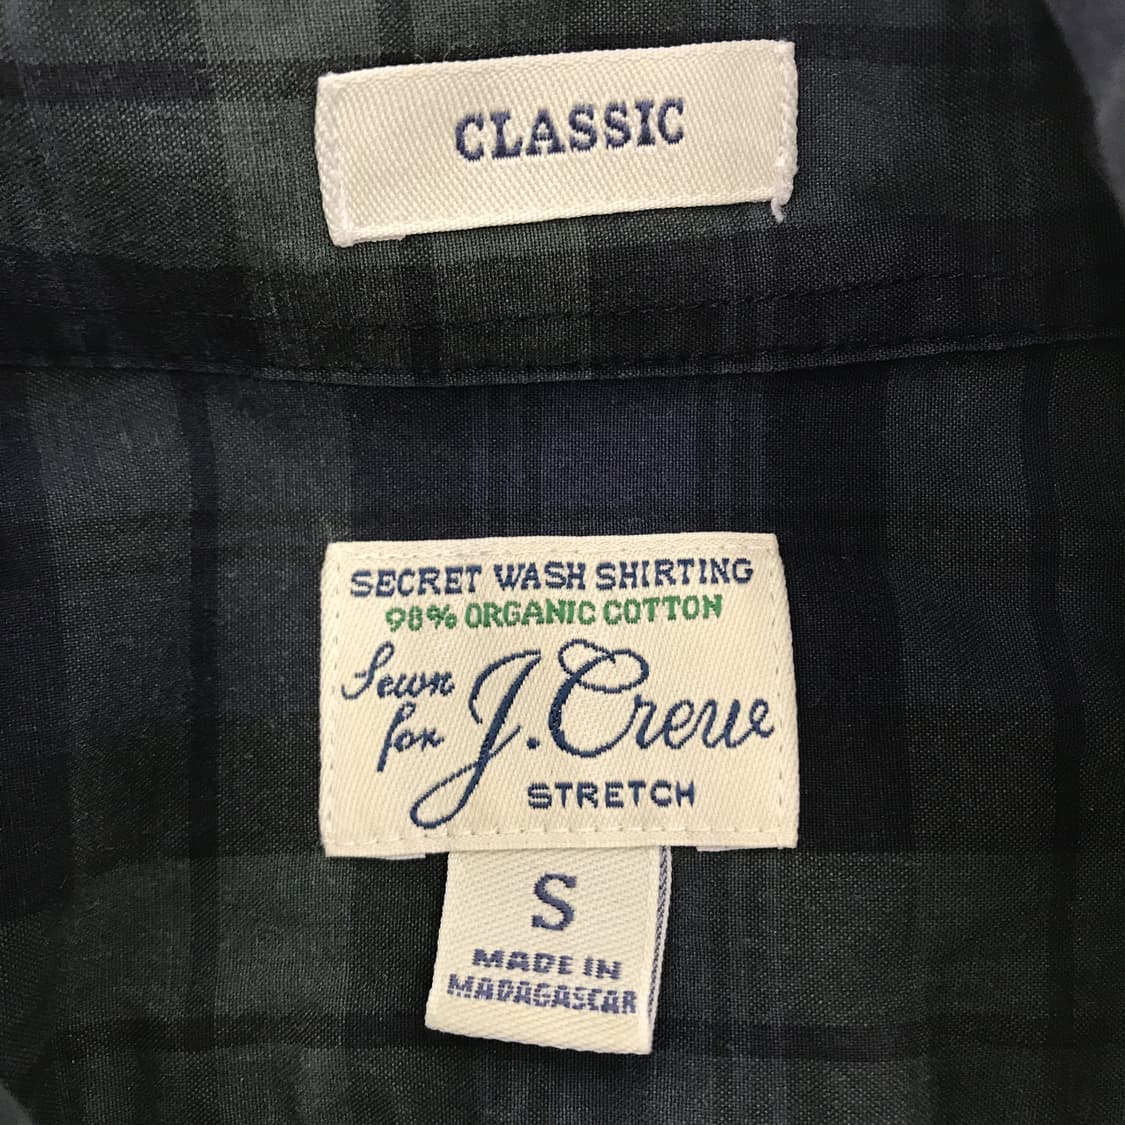 CLASSIC
SECRET WASH SHIRTING
98% ORGANIC COTTON
Sewn
for J.Crew
STRETCH
S
MADE IN
MADAGASCAR